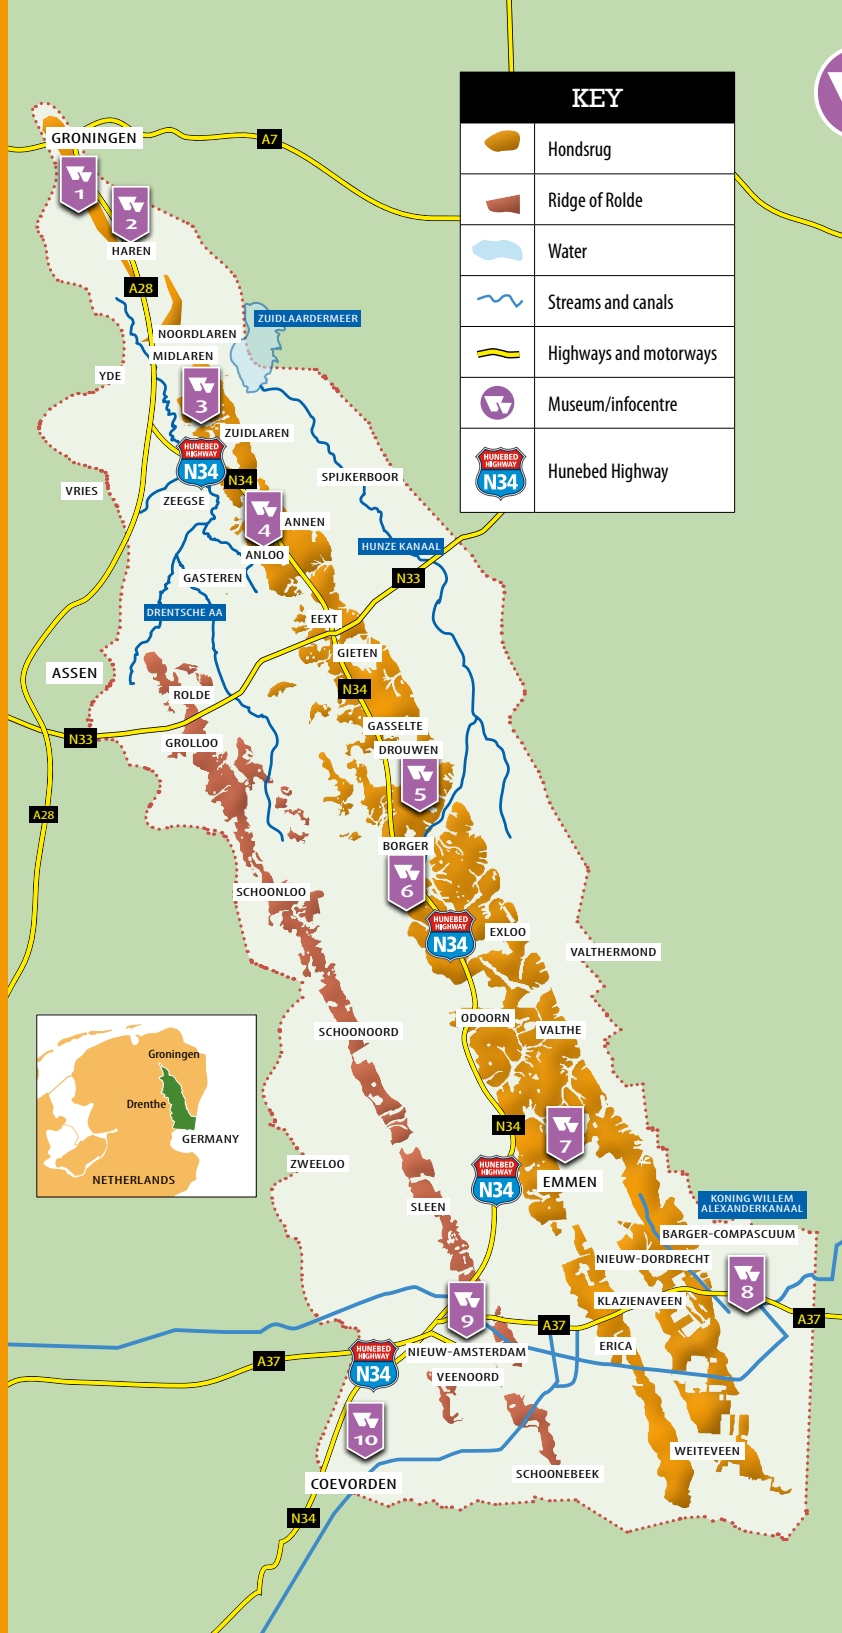 KEY
Hondsrug
Ridge of Rolde
Water
Streams and canals
Highways and motorways
Museum/infocentre
HUNEBED
HIGHWAY
N34
Hunebed Highway
GRONINGEN
A7
1
2
HAREN
A28
NOORDLAREN
ZUIDLAARDERMEER
MIDLAREN
YDE
3
ZUIDLAREN
HUNEBED
HIGHWAY
N34
N34
SPIJKERBOOR
VRIES
ZEEGSE
4
ANNEN
ANLOO
HUNZE KANAAL
GASTEREN
N33
DRENTSCHE AA
EEXT
GIETEN
ASSEN
ROLDE
N34
GASSELTE
N33
GROLLOO
DROUWEN
5
A28
BORGER
6
SCHOONLOO
HUNEBED
HIGHWAY
N34
EXLOO
VALTHERMOND
ODOORN
SCHOONOORD
VALTHE
Groningen
Drenthe
GERMANY
NETHERLANDS
N34
7
ZWEELOO
HUNEBED
HIGHWAY
N34
EMMEN
KONING WILLEM
ALEXANDERKANAAL
SLEEN
BARGER-COMPASCUUM
NIEUW-DORDRECHT
8
KLAZIENAVEEN
9
A37
A37
ERICA
A37
HUNEBED
HIGHWAY
N34
NIEUW-AMSTERDAM
VEENOORD
10
WEITEVEEN
SCHOONEBEEK
COEVORDEN
N34